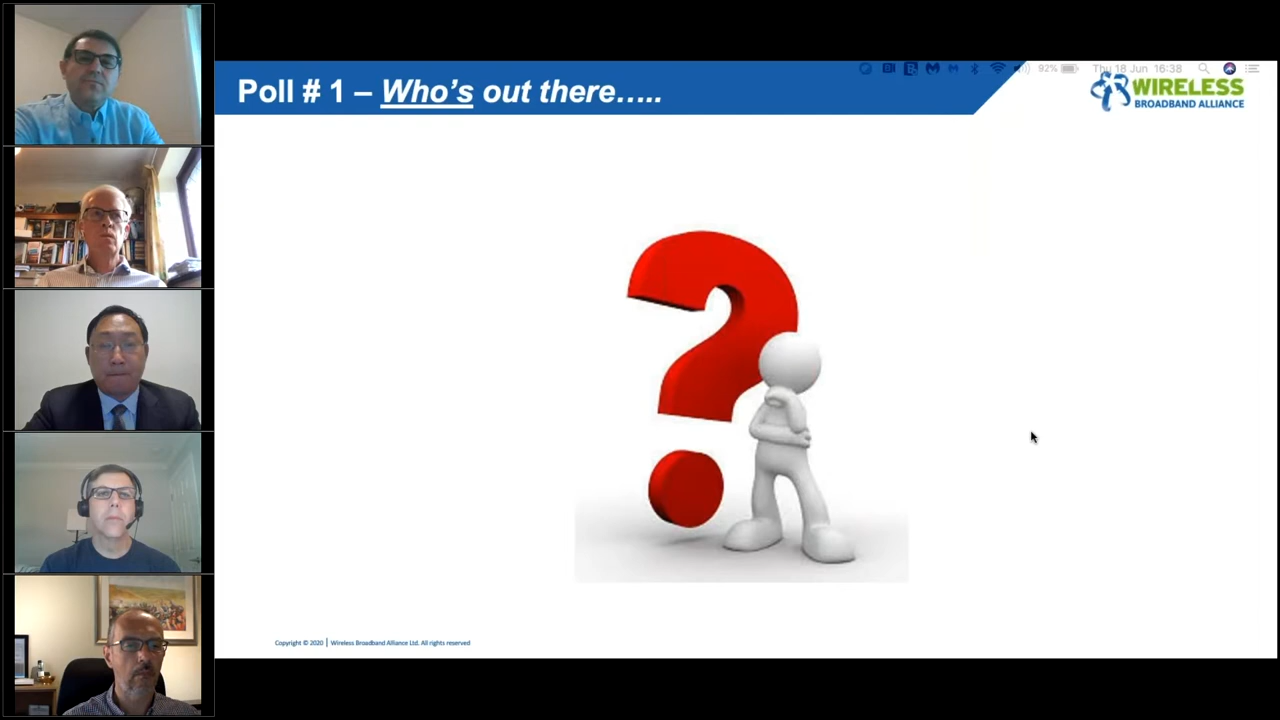 Poll # 1 – Who's out there…..
92%
Thu 18 Jun 16:38
WIRELESS
BROADBAND ALLIANCE
Copyright © 2020 | Wireless Broadband Alliance Ltd. All rights reserved